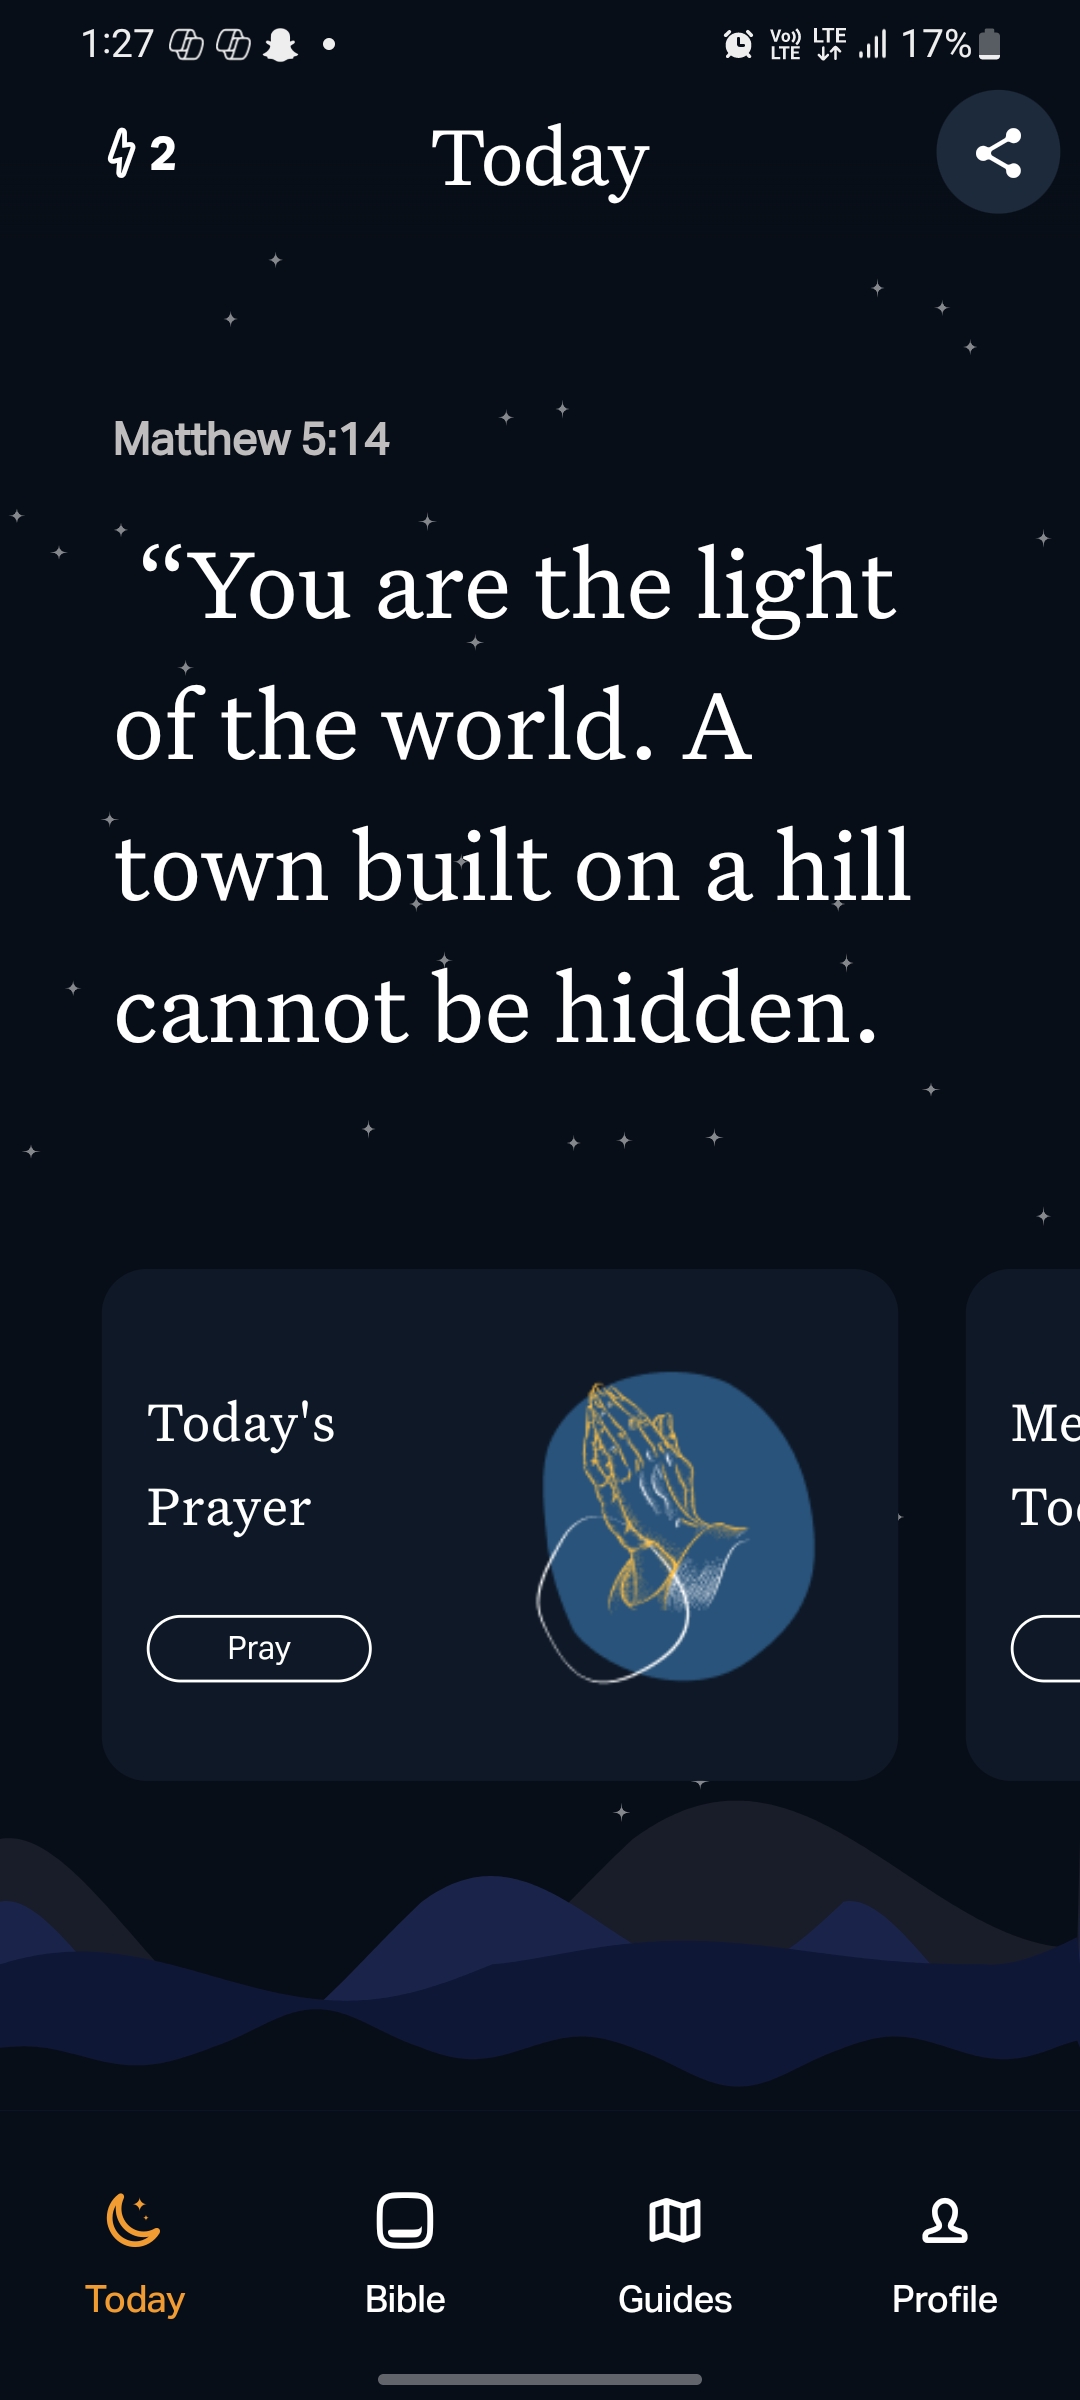 1:27
Vo)) LTE
LTE
17%
2
Today
Matthew 5:14
“You are the light
of the world. A
town built on a hill
cannot be hidden.
Today's
Prayer
Pray
Me
Too
Today
Bible
Guides
Profile